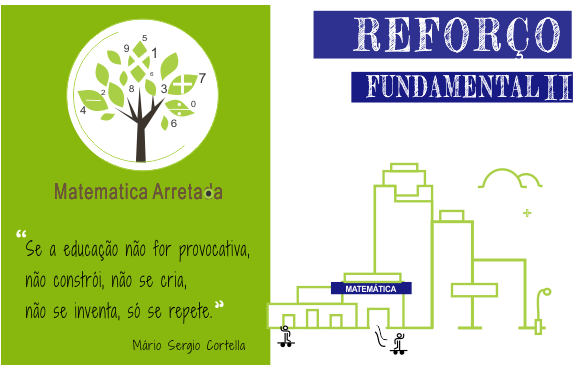 REFORÇO
FUNDAMENTAL II
5
9
1
6
7
2
8
3
4
0
6
Matematica Arretada
“Se a educação não for provocativa,
não constrói, não se cria,
não se inventa, só se repete.”
Mário Sergio Cortella
MATEMÁTICA